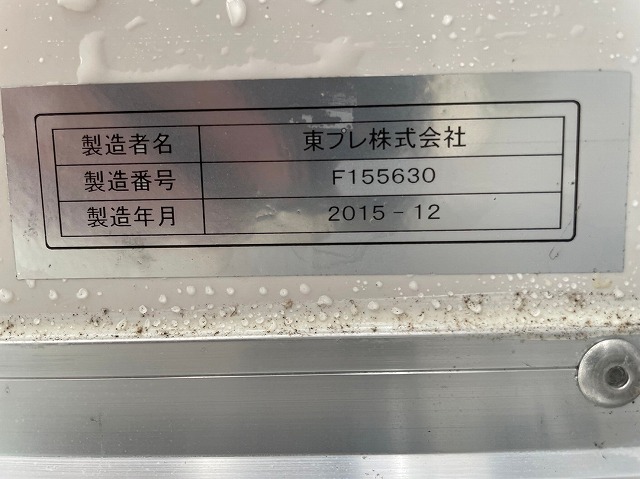 製造者名 東プレ株式会社
製造番号 F155630
製造年月 2015-12